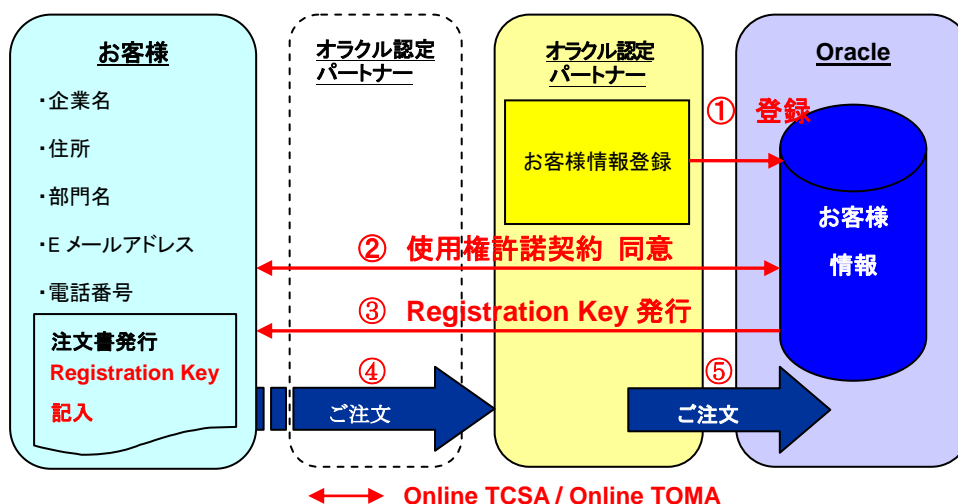 お客様
・企業名
・住所
・部門名
・E メールアドレス
・電話番号
注文書発行
Registration Key
記入
オラクル認定
パートナー
オラクル認定
パートナー
お客様情報登録
Oracle
① 登録
お客様
情報
② 使用権許諾契約 同意
③ Registration Key 発行
④
ご注文
⑤
ご注文
Online TCSA / Online TOMA